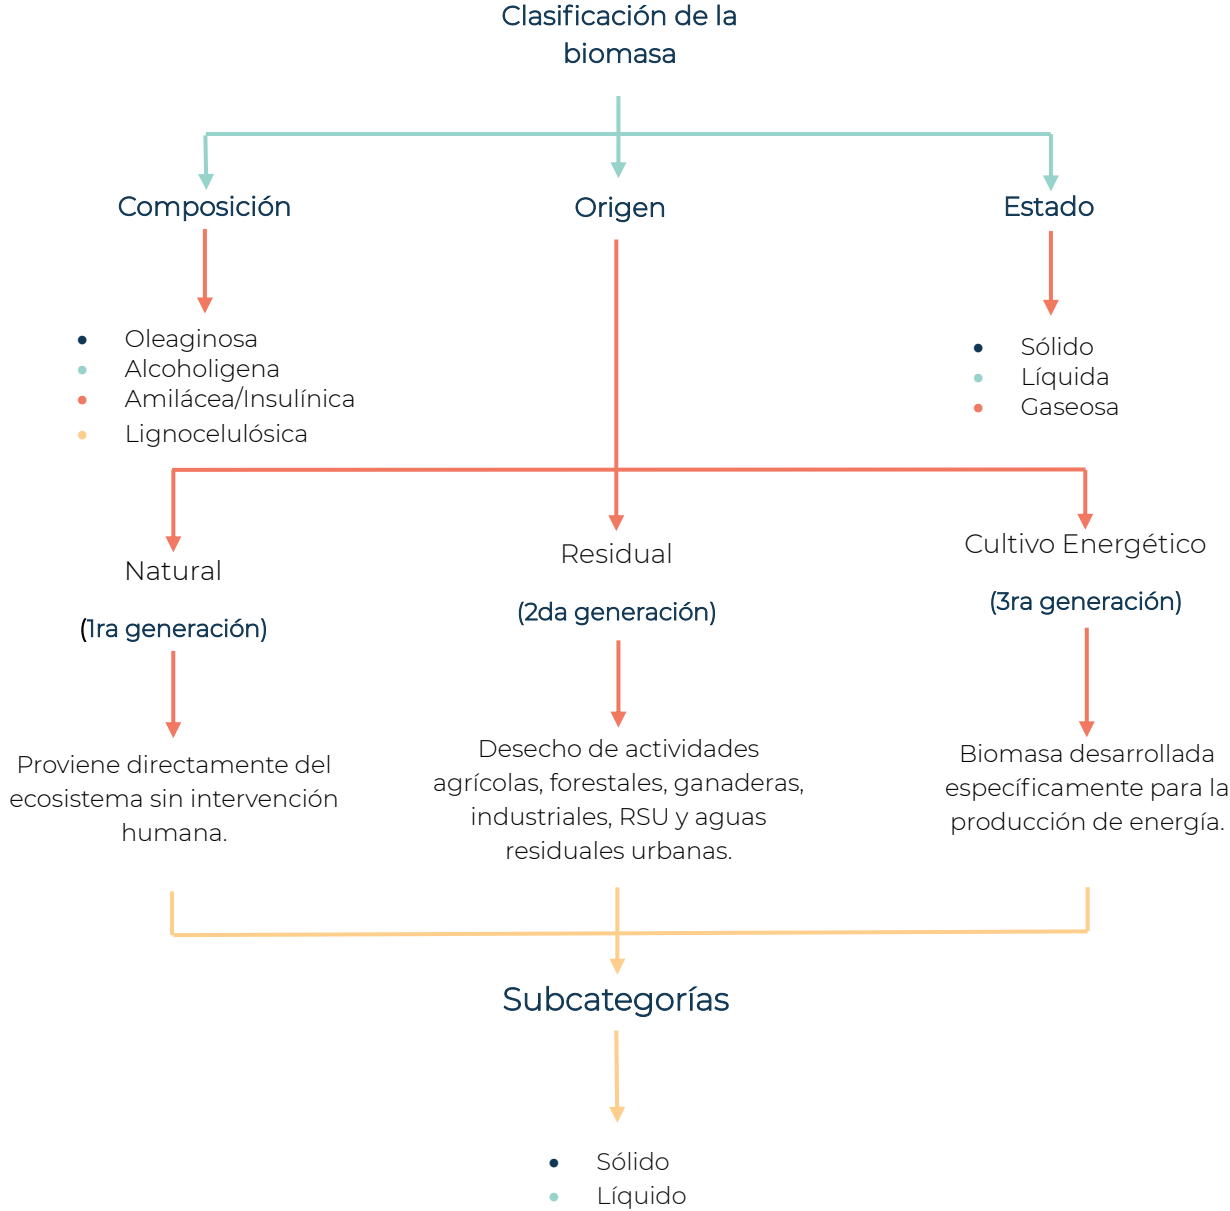 Clasificación de la
biomasa
Composición
Origen
Estado
• Oleaginosa
• Alcoholigena
• Amilácea/Insulínica
• Lignocelulósica
• Sólido
• Líquida
• Gaseosa
Natural
(1ra generación)
Residual
(2da generación)
Cultivo Energético
(3ra generación)
Proviene directamente del
ecosistema sin intervención
humana.
Desecho de actividades
agrícolas, forestales, ganaderas,
industriales, RSU y aguas
residuales urbanas.
Biomasa desarrollada
específicamente para la
producción de energía.
Subcategorías
• Sólido
• Líquido